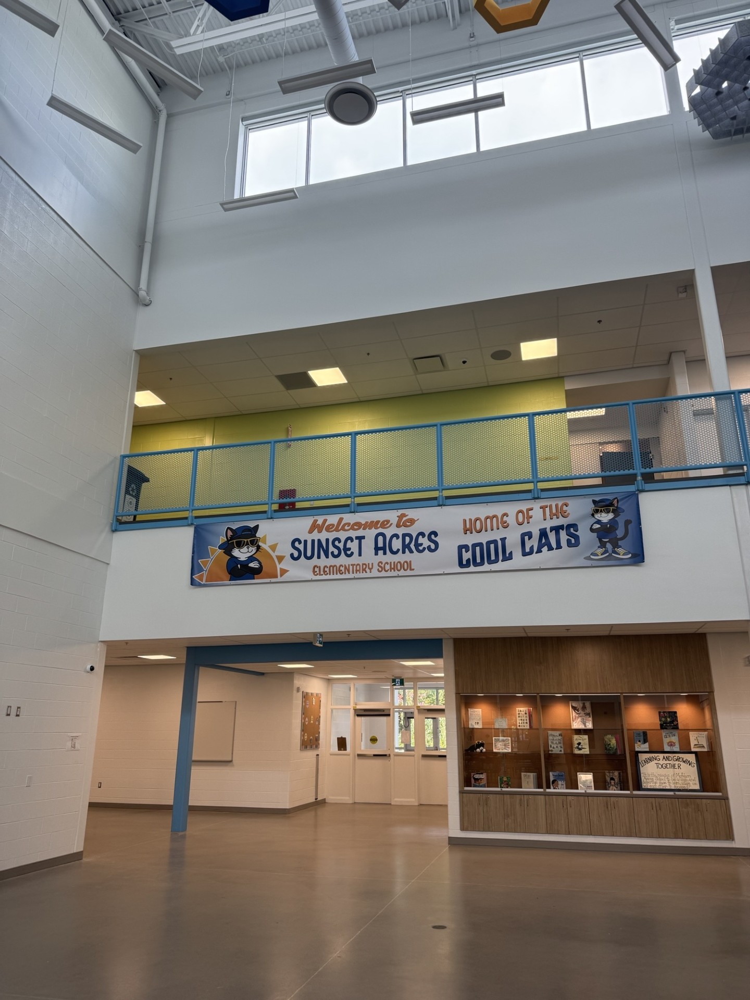 Welcome to
SUNSET ACRES
ELEMENTARY SCHOOL
HOME OF THE
COOL CATS
LEARNING AND GROWING
TOGETHER